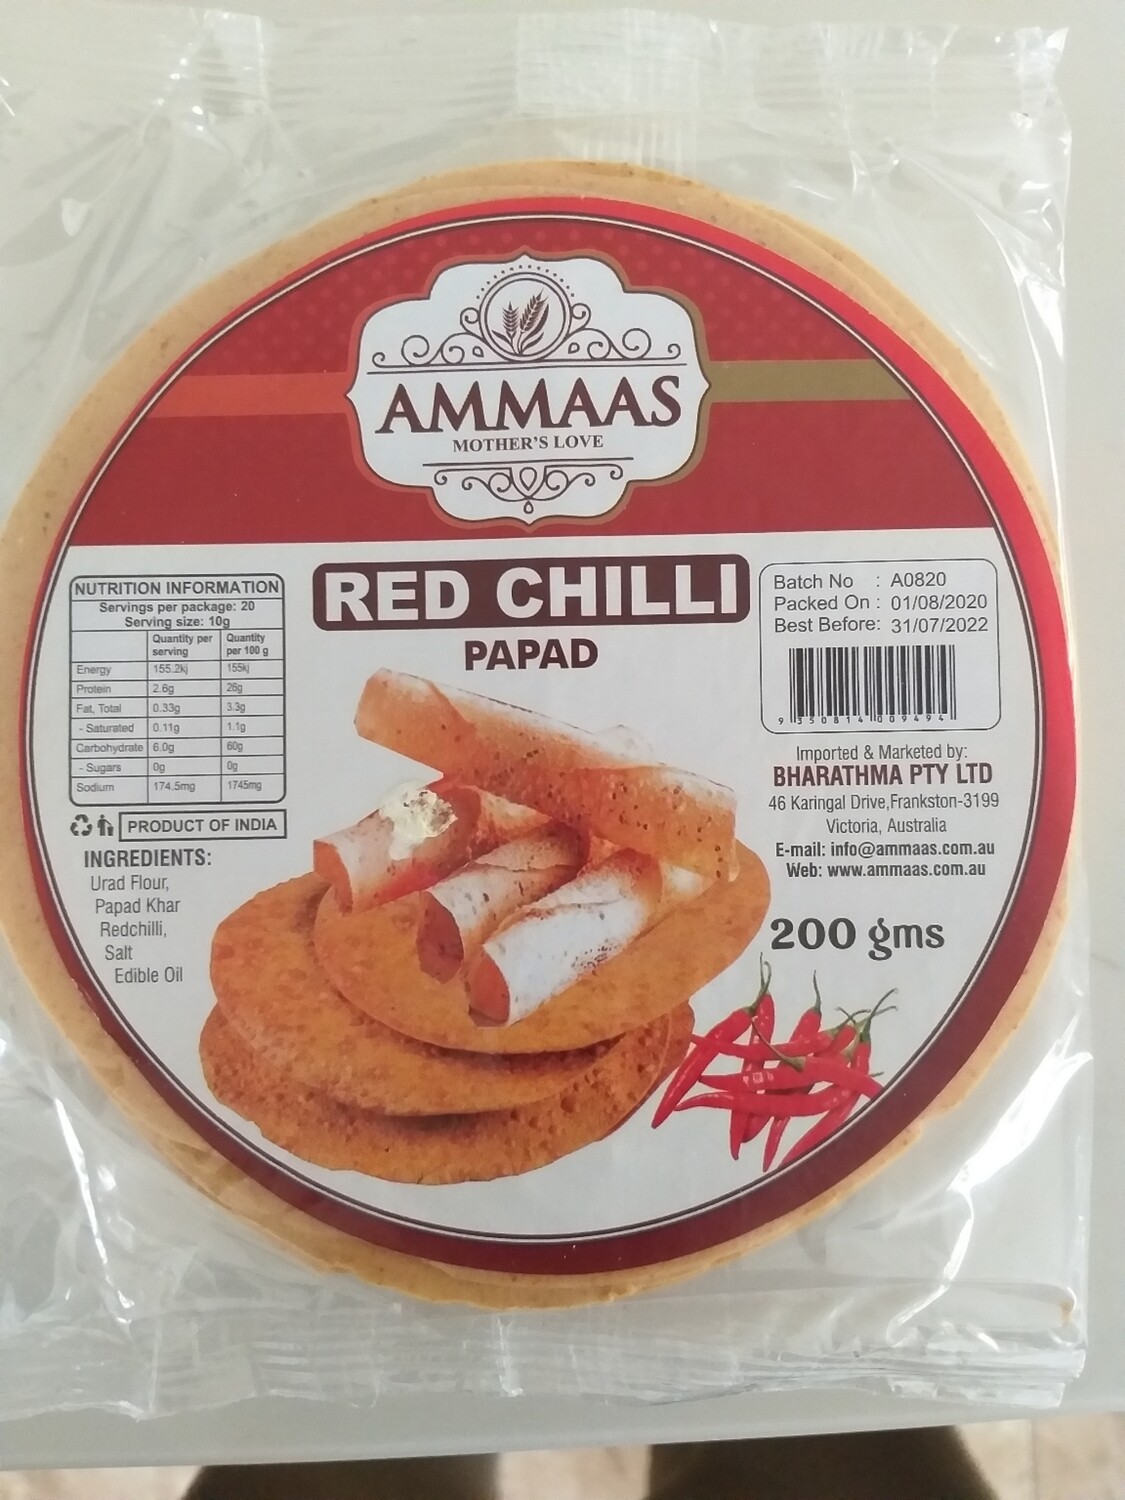 AMMAAS
MOTHER'S LOVE
RED CHILLI
PAPAD
NUTRITION INFORMATION
Servings per package: 20
Serving size: 10g
Quantity per serving Quantity per 100 g
Energy 155.2kj 155kj
Protein 2.6g 26g
Fat, Total 0.33g 3.3g
- Saturated 0.11g 1.1g
Carbohydrate 6.0g 60g
- Sugars 0g 0g
Sodium 174.5mg 1745mg
PRODUCT OF INDIA
INGREDIENTS:
Urad Flour,
Papad Khar
Redchilli,
Salt
Edible Oil
Batch No : A0820
Packed On : 01/08/2020
Best Before: 31/07/2022
9 350814 009494
Imported & Marketed by:
BHARATHMA PTY LTD
46 Karingal Drive,Frankston-3199
Victoria, Australia
E-mail: info@ammaas.com.au
Web: www.ammaas.com.au
200 gms